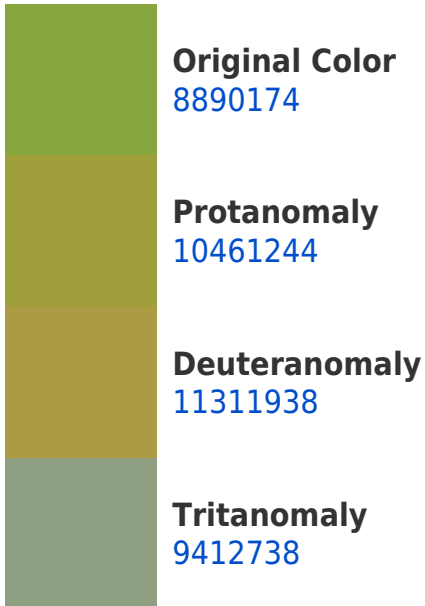 Original Color
8890174
Protanomaly
10461244
Deuteranomaly
11311938
Tritanomaly
9412738